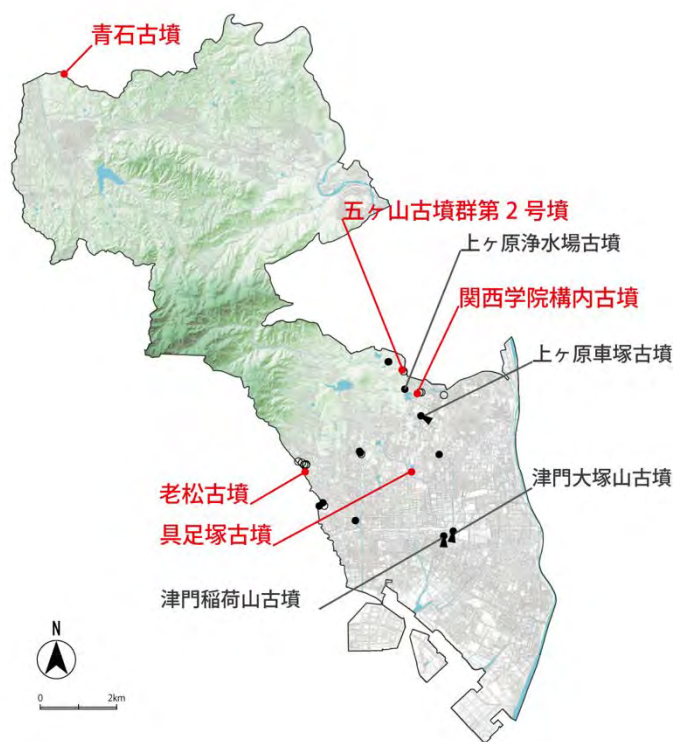 青石古墳
五ヶ山古墳群第2号墳
上ヶ原浄水場古墳
関西学院構内古墳
上ヶ原車塚古墳
老松古墳
津門大塚山古墳
具足塚古墳
津門稲荷山古墳
N
0 2km